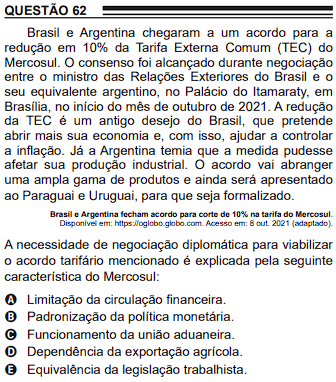 QUESTÃO 62
Brasil e Argentina chegaram a um acordo para a
redução em 10% da Tarifa Externa Comum (TEC) do
Mercosul. O consenso foi alcançado durante negociação
entre o ministro das Relações Exteriores do Brasil e o
seu equivalente argentino, no Palácio do Itamaraty, em
Brasília, no início do mês de outubro de 2021. A redução
da TEC é um antigo desejo do Brasil, que pretende
abrir mais sua economia e, com isso, ajudar a controlar
a inflação. Já a Argentina temia que a medida pudesse
afetar sua produção industrial. O acordo vai abranger
uma ampla gama de produtos e ainda será apresentado
ao Paraguai e Uruguai, para que seja formalizado.
Brasil e Argentina fecham acordo para corte de 10% na tarifa do Mercosul.
Disponível em: https://oglobo.globo.com. Acesso em: 8 out. 2021 (adaptado).
A necessidade de negociação diplomática para viabilizar
o acordo tarifário mencionado é explicada pela seguinte
característica do Mercosul:
A Limitação da circulação financeira.
B Padronização da política monetária.
C Funcionamento da união aduaneira.
D Dependência da exportação agrícola.
E Equivalência da legislação trabalhista.